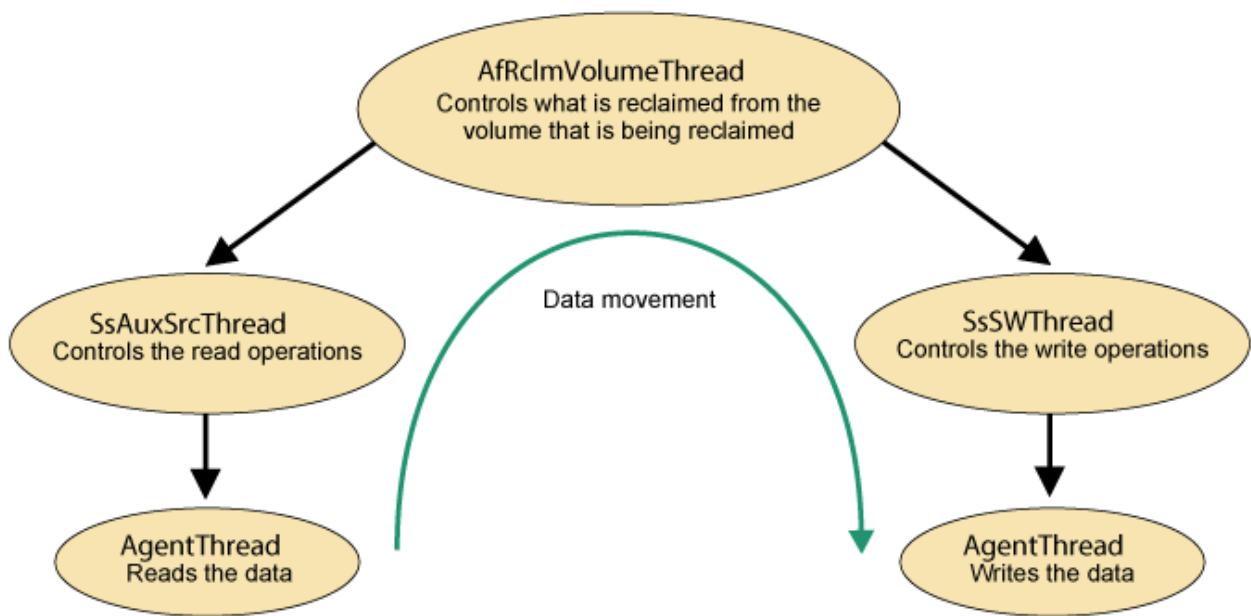 AfRclmVolumeThread
Controls what is reclaimed from the
volume that is being reclaimed
Data movement
SsAuxSrcThread
Controls the read operations
SsSWThread
Controls the write operations
AgentThread
Reads the data
AgentThread
Writes the data